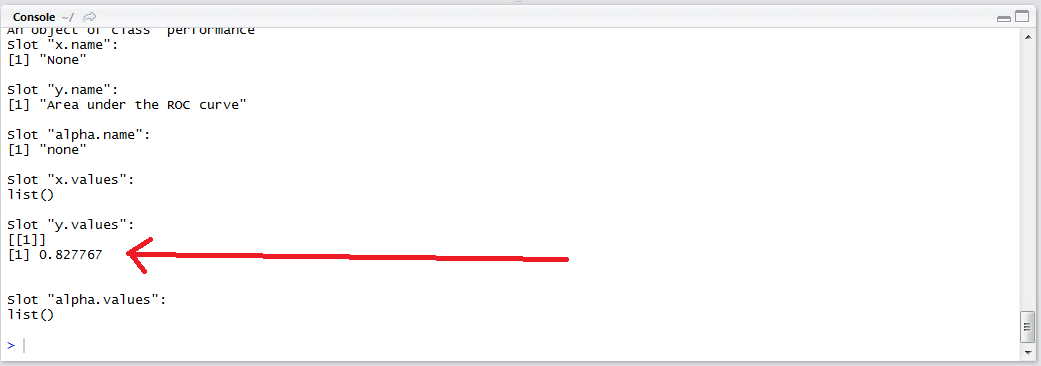 Console ~/
An object of class "performance"
Slot "x.name":
[1] "None"
Slot "y.name":
[1] "Area under the ROC curve"
Slot "alpha.name":
[1] "none"
Slot "x.values":
list()
Slot "y.values":
[[1]]
[1] 0.827767
Slot "alpha.values":
list()
>